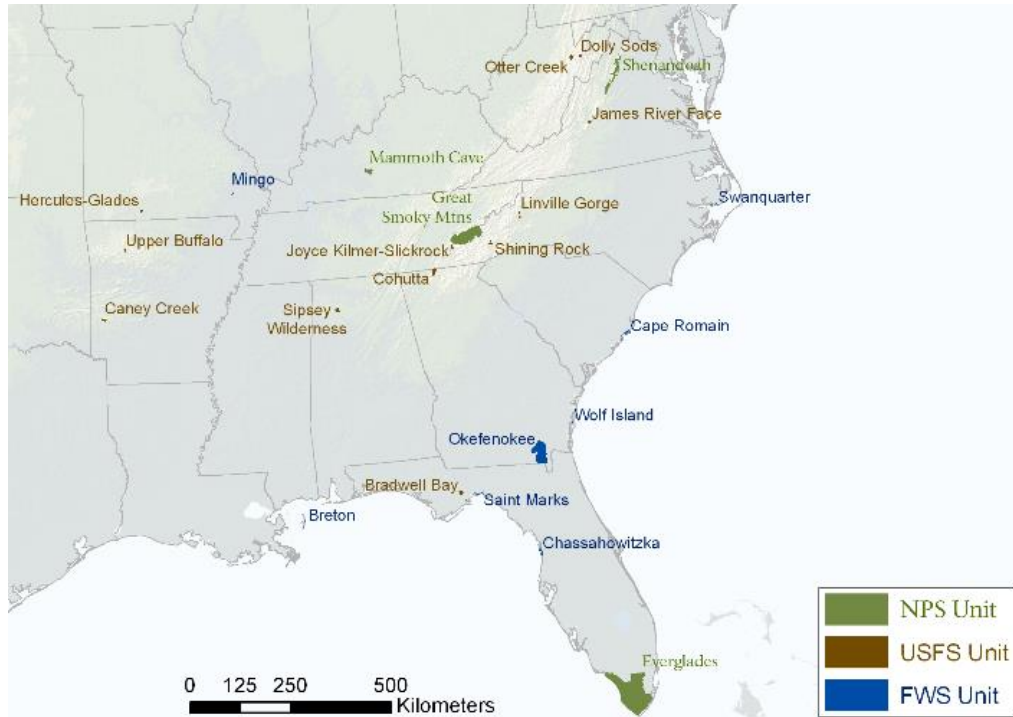 Dolly Sods
Otter Creek
Shenandoah
James River Face
Mammoth Cave
Mingo
Hercules-Glades
Great
Smoky Mtns
Linville Gorge
Swanquarter
Upper Buffalo
Joyce Kilmer-Slickrock
Shining Rock
Cohutta
Caney Creek
Sipsey
Wilderness
Cape Romain
Wolf Island
Okefenokee
Bradwell Bay
Saint Marks
Breton
Chassahowitzka
Everglades
NPS Unit
USFS Unit
FWS Unit
0 125 250 500
Kilometers